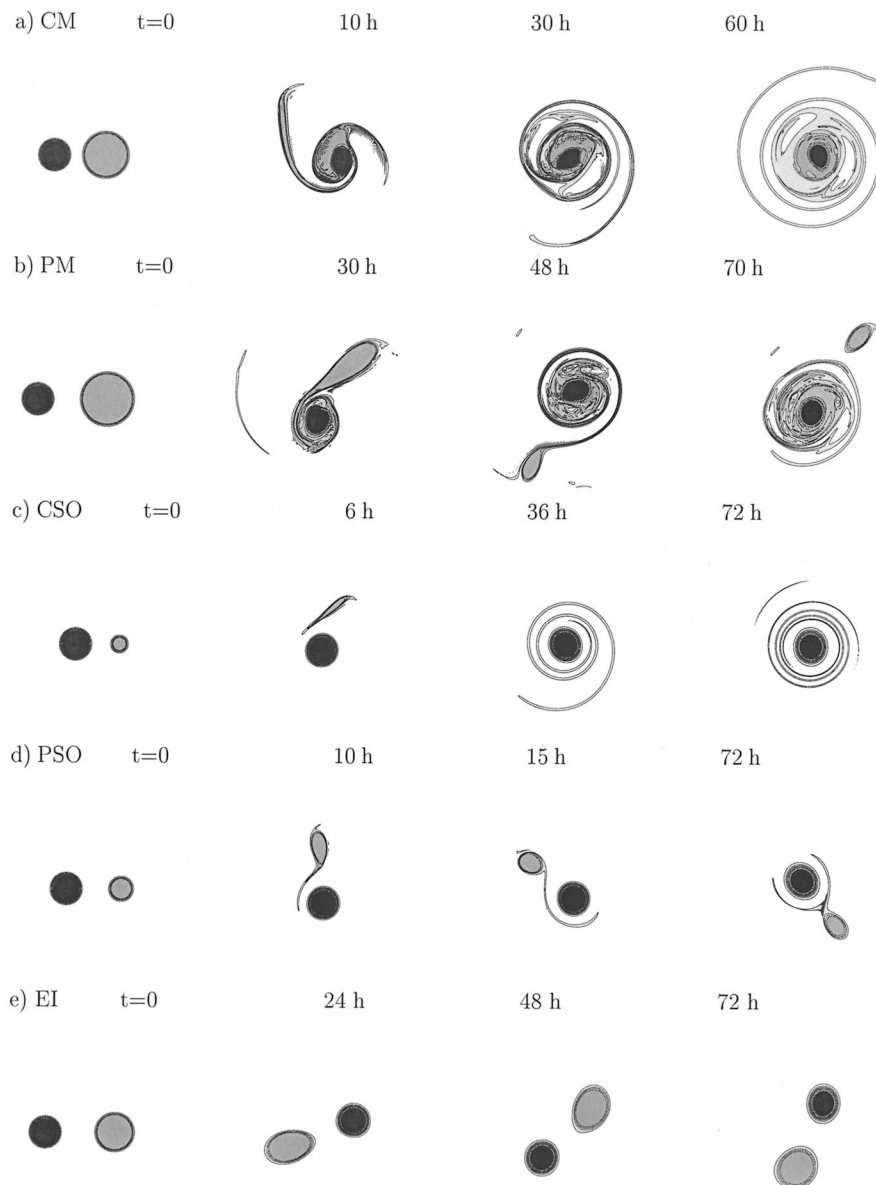 a) CM t=0 10 h 30 h 60 h
b) PM t=0 30 h 48 h 70 h
c) CSO t=0 6 h 36 h 72 h
d) PSO t=0 10 h 15 h 72 h
e) EI t=0 24 h 48 h 72 h